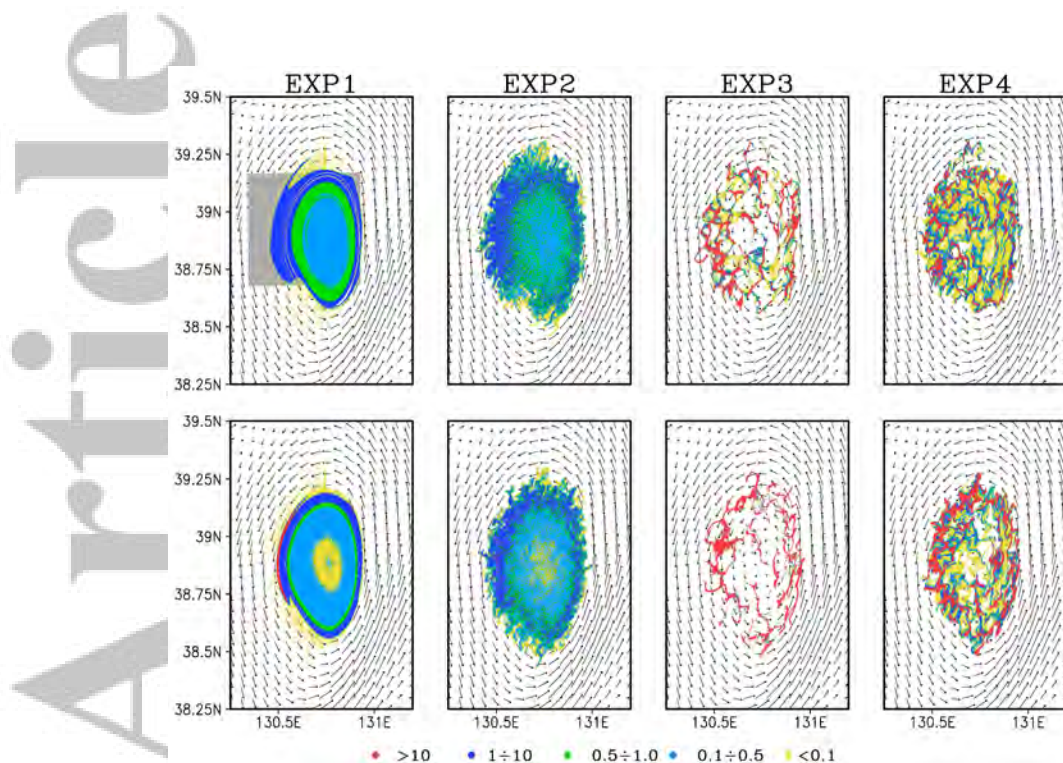 Article
EXP1 EXP2 EXP3 EXP4
39.5N
39.25N
39N
38.75N
38.5N
38.25N
39.5N
39.25N
39N
38.75N
38.5N
38.25N
130.5E 131E 130.5E 131E 130.5E 131E 130.5E 131E
>10 1÷10 0.5÷1.0 0.1÷0.5 <0.1